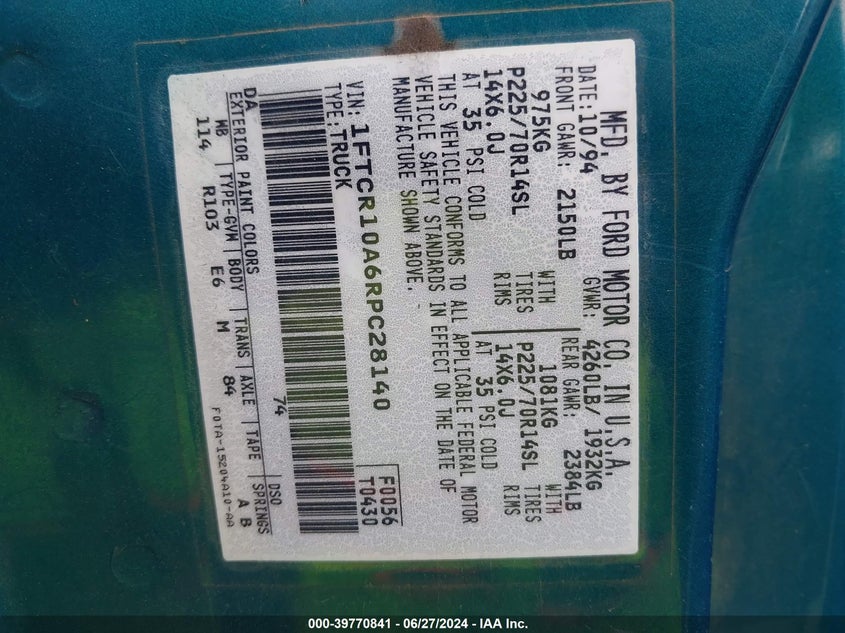 MFD. BY FORD MOTOR CO. IN U.S.A.
DATE: 10/94 GVWR: 4260LB/ 1932KG
FRONT GAWR: 2150LB REAR GAWR: 2384LB
975KG WITH 1081KG WITH
P225/70R14SL TIRES P225/70R14SL TIRES
14X6.0J RIMS 14X6.0J RIMS
AT 35 PSI COLD AT 35 PSI COLD
THIS VEHICLE CONFORMS TO ALL APPLICABLE FEDERAL MOTOR
VEHICLE SAFETY STANDARDS IN EFFECT ON THE DATE OF
MANUFACTURE SHOWN ABOVE.
VIN: 1FTCR10A6RPC28140 F0056
TYPE: TRUCK T0430
DA 74 DSO
EXTERIOR PAINT COLORS
WB TYPE-GVM BODY TRANS AXLE TAPE SPRINGS
114 R103 E6 M 84 A B
F0TA-15204A10-AA
000-39770841 - 06/27/2024 - IAA Inc.